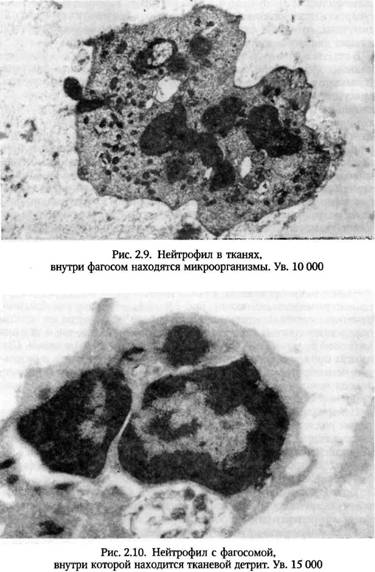 Рис. 2.9. Нейтрофил в тканях,
внутри фагосом находятся микроорганизмы. Ув. 10 000
Рис. 2.10. Нейтрофил с фагосомой,
внутри которой находится тканевой детрит. Ув. 15 000